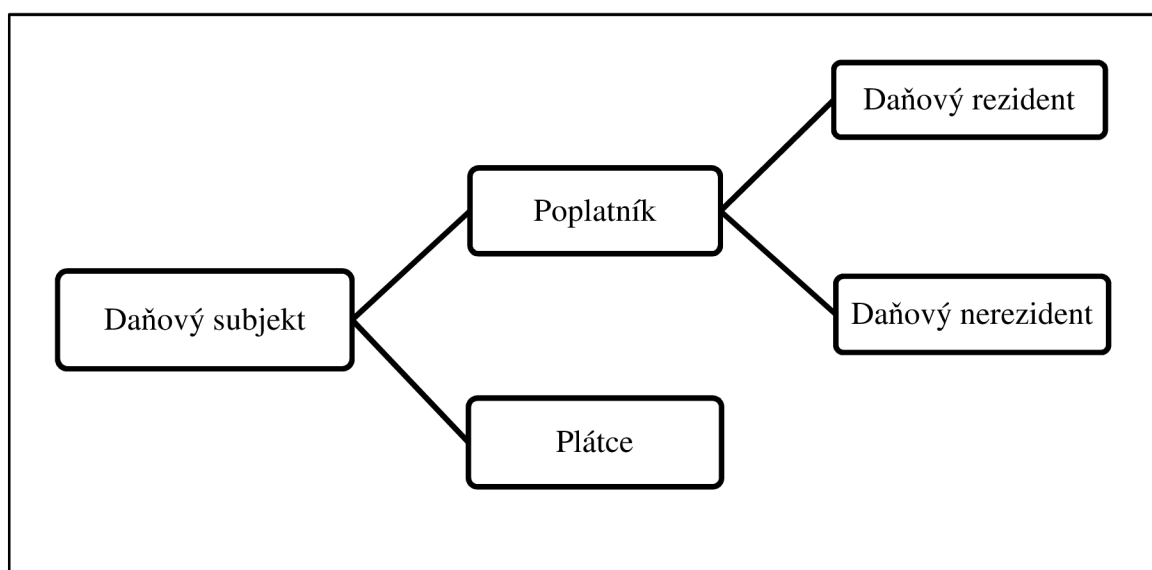 Daňový rezident
Poplatník
Daňový subjekt
Daňový nerezident
Plátce